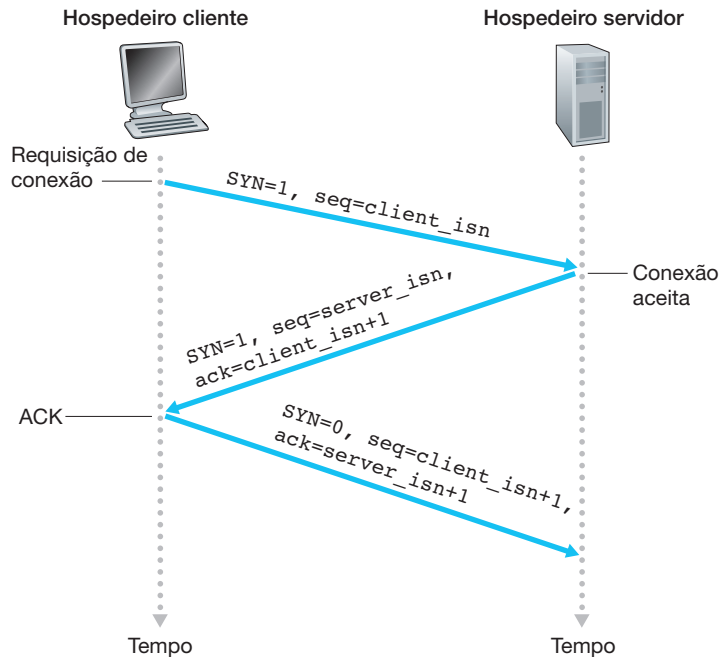 Hospedeiro cliente
Hospedeiro servidor
Requisição de
conexão
SYN=1, seq=client_isn
Conexão
aceita
SYN=1, seq=server_isn,
ack=client_isn+1
ACK
SYN=0, seq=client_isn+1,
ack=server_isn+1
Tempo
Tempo